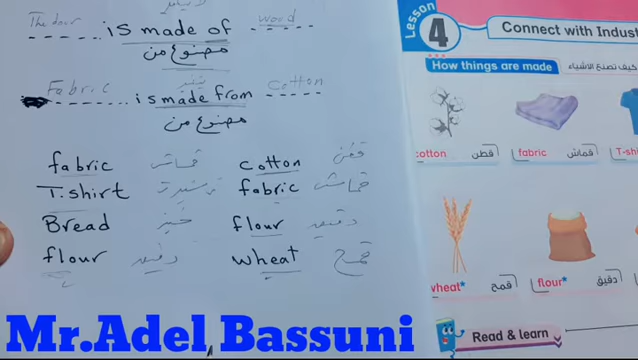 The door is made of wood
مصنوع من
Fabric is made from cotton
مصنوع من
fabric قماش cotton قطن
T.shirt تيشيرت fabric قماش
Bread خبز flour دقيق
flour دقيق wheat قمح
Mr.Adel Bassuni
Lesson 4
Connect with Indust
How things are made كيف تصنع الأشياء
otton قطن fabric قماش T-sh
wheat* قمح flour* دقيق
Read & learn